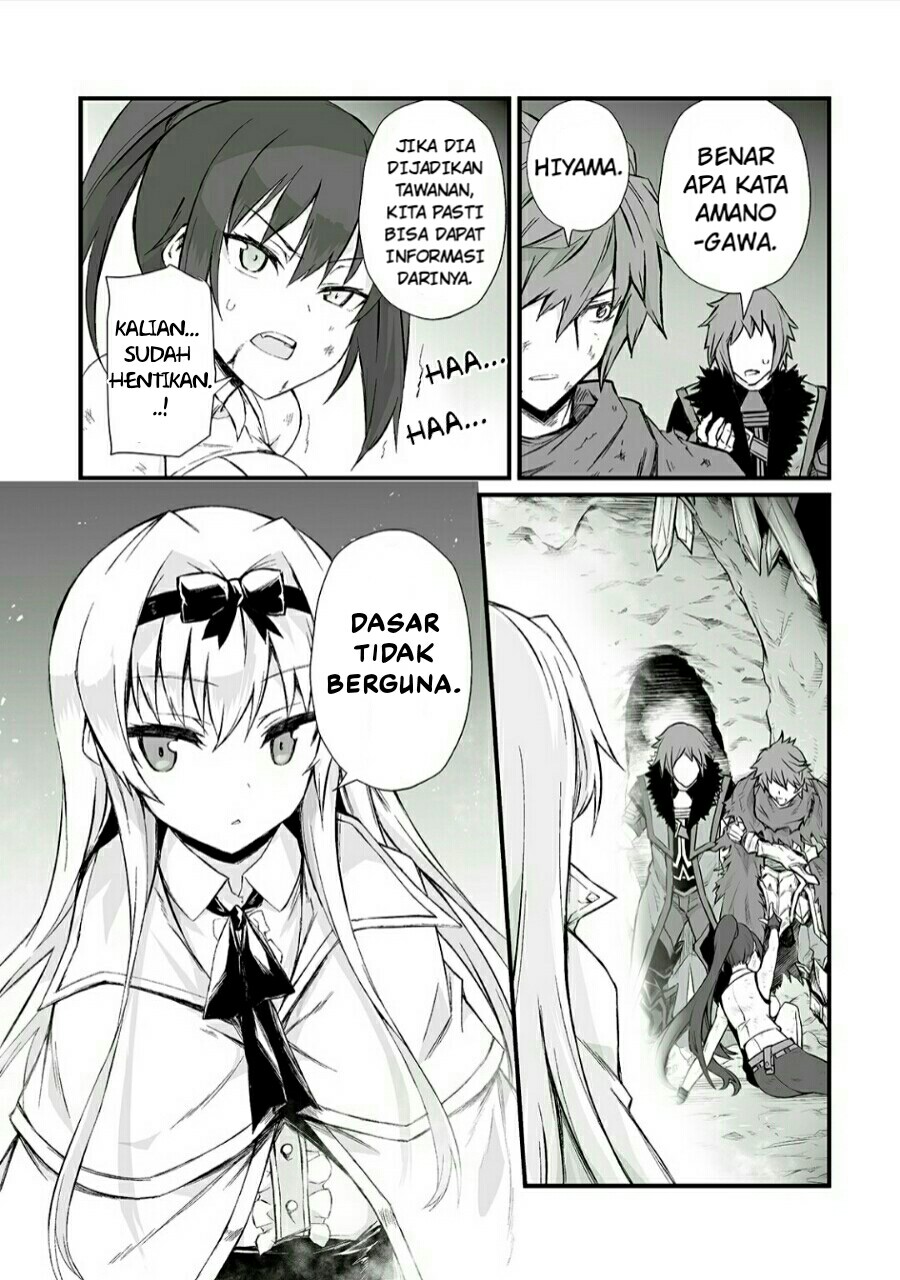 BENAR
APA KATA
AMANO
-GAWA.
HIYAMA.
JIKA DIA
DIJADIKAN
TAWANAN,
KITA PASTI
BISA DAPAT
INFORMASI
DARINYA.
HAA...
HAA...
KALIAN...
SUDAH
HENTIKAN.
..!
DASAR
TIDAK
BERGUNA.